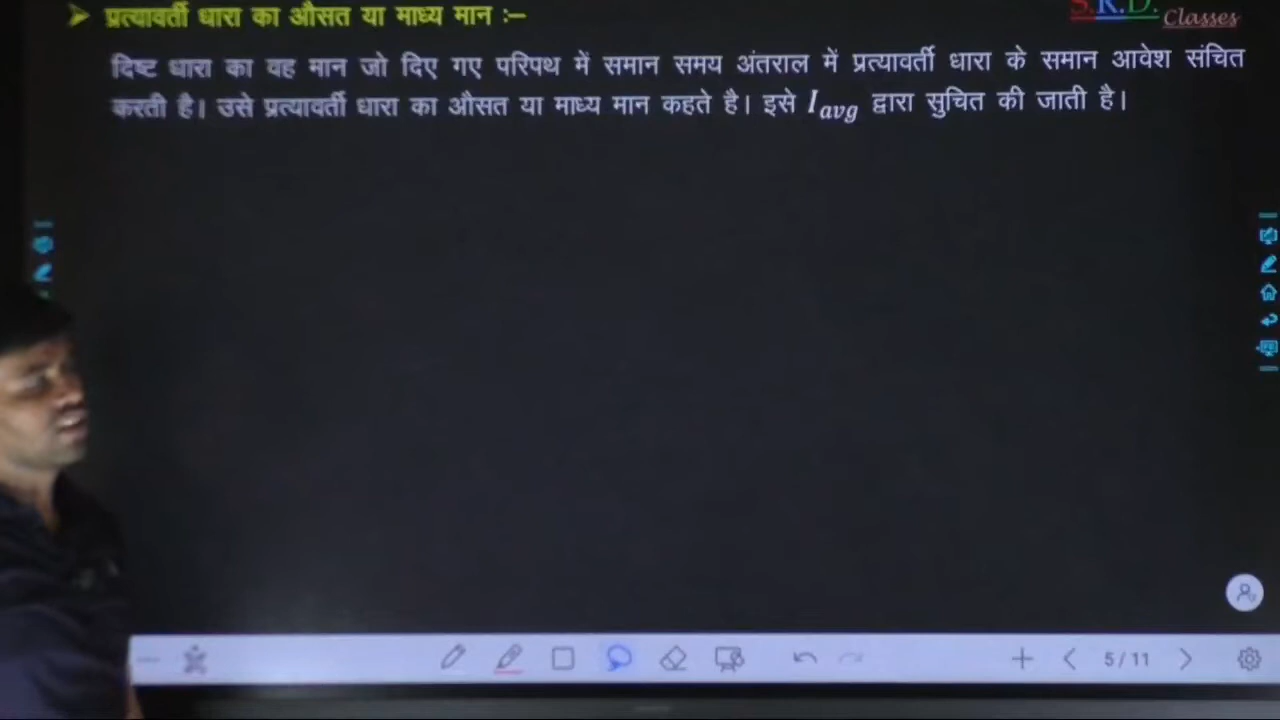 ➤ प्रत्यावर्ती धारा का औसत या माध्य मान :–
S.R.D. Classes
दिष्ट धारा का वह मान जो दिए गए परिपथ में समान समय अंतराल में प्रत्यावर्ती धारा के समान आवेश संचित
करती है। उसे प्रत्यावर्ती धारा का औसत या माध्य मान कहते है। इसे I avg द्वारा सुचित की जाती है।
5/11